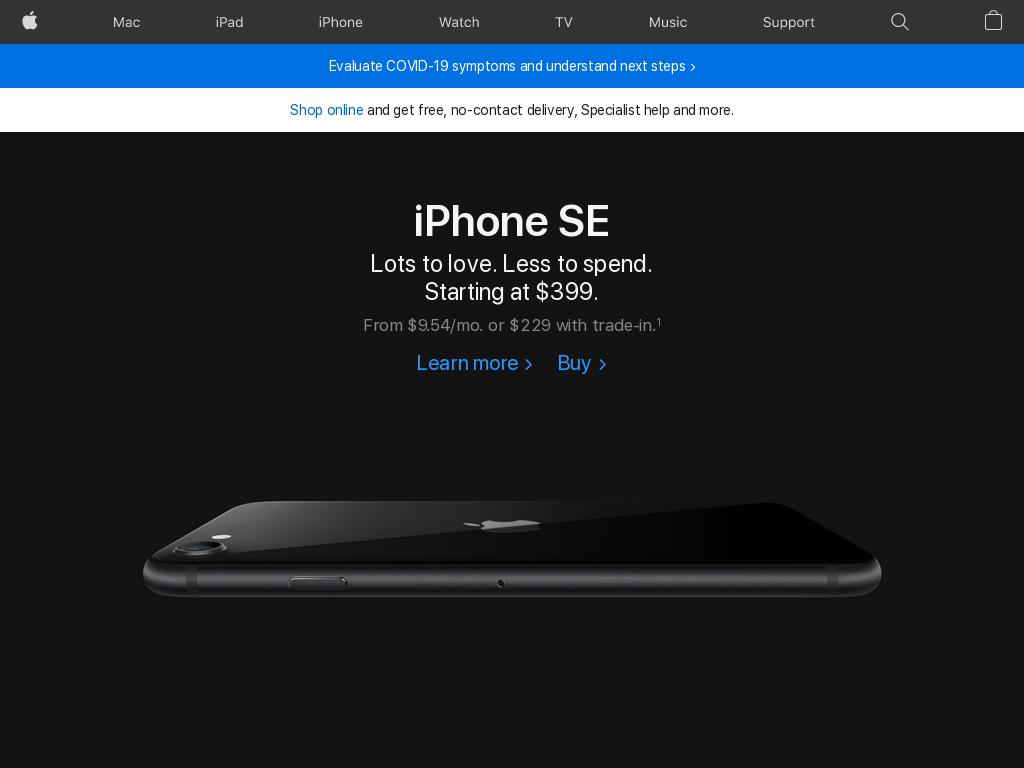 Mac iPad iPhone Watch TV Music Support
Evaluate COVID-19 symptoms and understand next steps ›
Shop online and get free, no-contact delivery, Specialist help and more.
iPhone SE
Lots to love. Less to spend.
Starting at $399.
From $9.54/mo. or $229 with trade-in.¹
Learn more › Buy ›